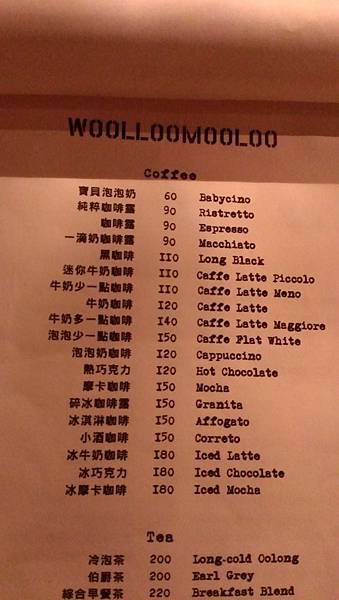 WOOLLOOMOOLOO
Coffee
寶貝泡泡奶 60 Babycino
純粹咖啡露 90 Ristretto
咖啡露 90 Espresso
一滴奶咖啡露 90 Macchiato
黑咖啡 110 Long Black
迷你牛奶咖啡 110 Caffe Latte Piccolo
牛奶少一點咖啡 110 Caffe Latte Meno
牛奶咖啡 120 Caffe Latte
牛奶多一點咖啡 140 Caffe Latte Maggiore
泡泡少一點咖啡 150 Caffe Flat White
泡泡奶咖啡 120 Cappuccino
熱巧克力 120 Hot Chocolate
摩卡咖啡 150 Mocha
碎冰咖啡露 150 Granita
冰淇淋咖啡 150 Affogato
小酒咖啡 150 Correto
冰牛奶咖啡 180 Iced Latte
冰巧克力 180 Iced Chocolate
冰摩卡咖啡 180 Iced Mocha
Tea
冷泡茶 200 Long-cold Oolong
伯爵茶 200 Earl Grey
綜合早餐茶 220 Breakfast Blend